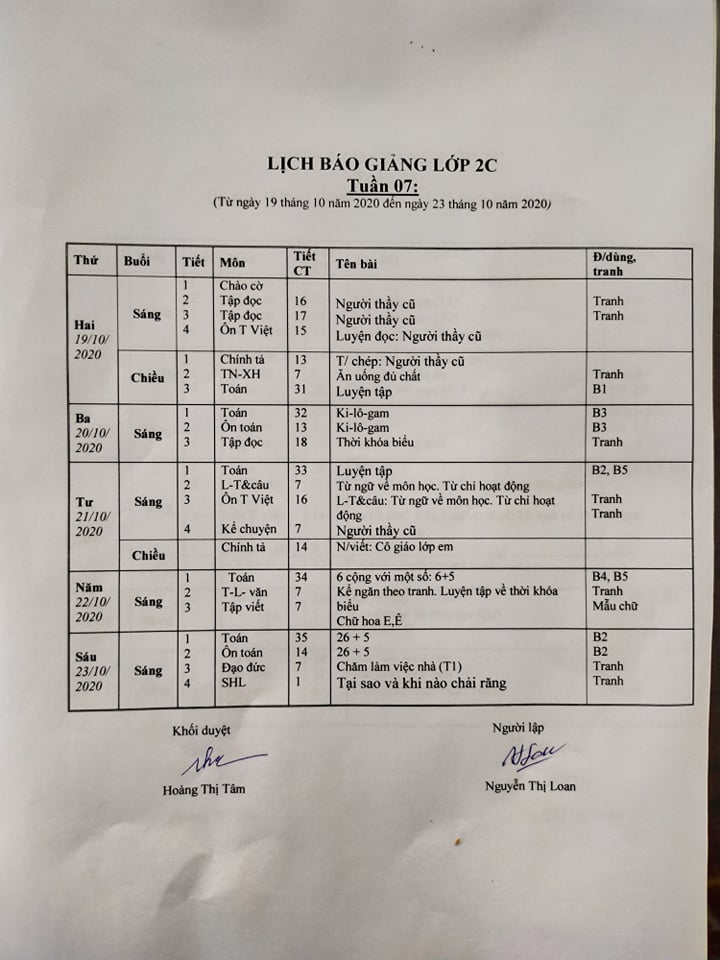 LỊCH BÁO GIẢNG LỚP 2C
Tuần 07:
(Từ ngày 19 tháng 10 năm 2020 đến ngày 23 tháng 10 năm 2020)
Thứ Buổi Tiết Môn Tiết CT Tên bài Đ/dùng, tranh
Hai 19/10/2020
Sáng
1 Chào cờ
2 Tập đọc 16 Người thầy cũ Tranh
3 Tập đọc 17 Người thầy cũ Tranh
4 Ôn T Việt 15 Luyện đọc: Người thầy cũ
Chiều
1 Chính tả 13 T/ chép: Người thầy cũ
2 TN-XH 7 Ăn uống đủ chất Tranh
3 Toán 31 Luyện tập B1
Ba 20/10/2020
Sáng
1 Toán 32 Ki-lô-gam B3
2 Ôn toán 13 Ki-lô-gam B3
3 Tập đọc 18 Thời khóa biểu Tranh
Tư 21/10/2020
Sáng
1 Toán 33 Luyện tập B2, B5
2 L-T&câu 7 Từ ngữ về môn học. Từ chỉ hoạt động
3 Ôn T Việt 16 L-T&câu: Từ ngữ về môn học. Từ chỉ hoạt Tranh
động Tranh
4 Kể chuyện 7 Người thầy cũ
Chiều
Chính tả 14 N/viết: Cô giáo lớp em
Năm 22/10/2020
Sáng
1 Toán 34 6 cộng với một số: 6+5 B4, B5
2 T-L- văn 7 Kể ngăn theo tranh. Luyện tập về thời khóa Tranh
3 Tập viết 7 biểu Mẫu chữ
Chữ hoa E,Ê
Sáu 23/10/2020
Sáng
1 Toán 35 26 + 5 B2
2 Ôn toán 14 26 + 5 B2
3 Đạo đức 7 Chăm làm việc nhà (T1) Tranh
4 SHL 1 Tại sao và khi nào chải răng Tranh
Khối duyệt Người lập
Hoàng Thị Tâm Nguyễn Thị Loan